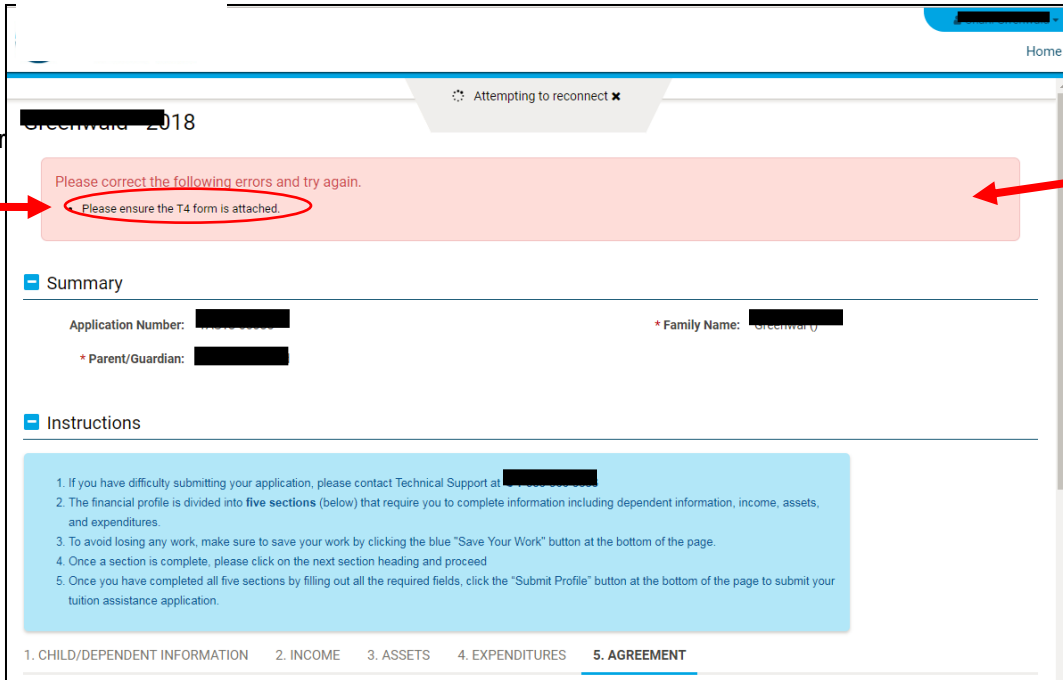 Home
Attempting to reconnect ✖
2018
Please correct the following errors and try again.
• Please ensure the T4 form is attached.
Summary
Application Number:
* Family Name:
* Parent/Guardian:
Instructions
1. If you have difficulty submitting your application, please contact Technical Support at
2. The financial profile is divided into five sections (below) that require you to complete information including dependent information, income, assets,
and expenditures.
3. To avoid losing any work, make sure to save your work by clicking the blue "Save Your Work" button at the bottom of the page.
4. Once a section is complete, please click on the next section heading and proceed
5. Once you have completed all five sections by filling out all the required fields, click the “Submit Profile” button at the bottom of the page to submit your
tuition assistance application.
1. CHILD/DEPENDENT INFORMATION 2. INCOME 3. ASSETS 4. EXPENDITURES 5. AGREEMENT